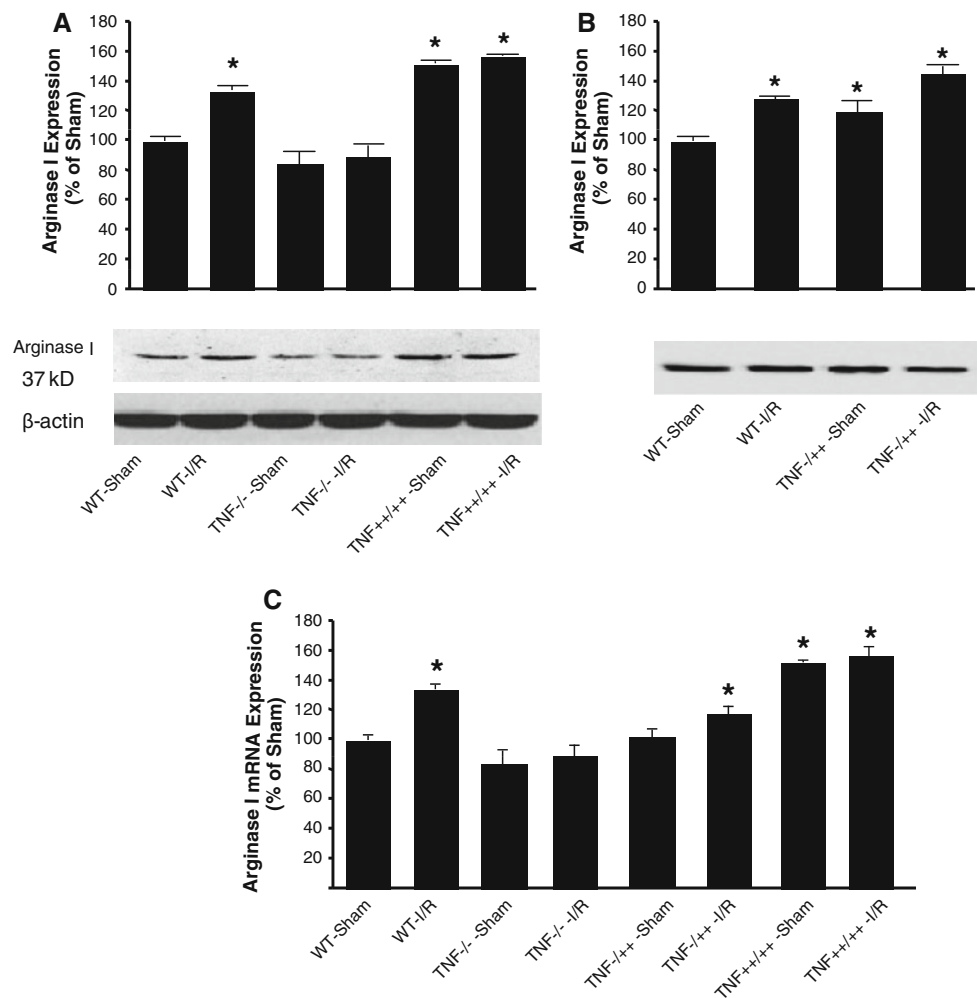 A
Arginase I Expression
(% of Sham)
180
160
140
120
100
80
60
40
20
0
*
*
*
Arginase I
37 kD
β-actin
WT-Sham
WT-I/R
TNF-/- -Sham
TNF-/- -I/R
TNF++/++ -Sham
TNF++/++ -I/R
B
Arginase I Expression
(% of Sham)
180
160
140
120
100
80
60
40
20
0
*
*
*
WT-Sham
WT-I/R
TNF-/++ -Sham
TNF-/++ -I/R
C
Arginase I mRNA Expression
(% of Sham)
180
160
140
120
100
80
60
40
20
*
*
*
*
WT-Sham
WT-I/R
TNF-/- -Sham
TNF-/- -I/R
TNF-/++ -Sham
TNF-/++ -I/R
TNF++/++ -Sham
TNF++/++ -I/R